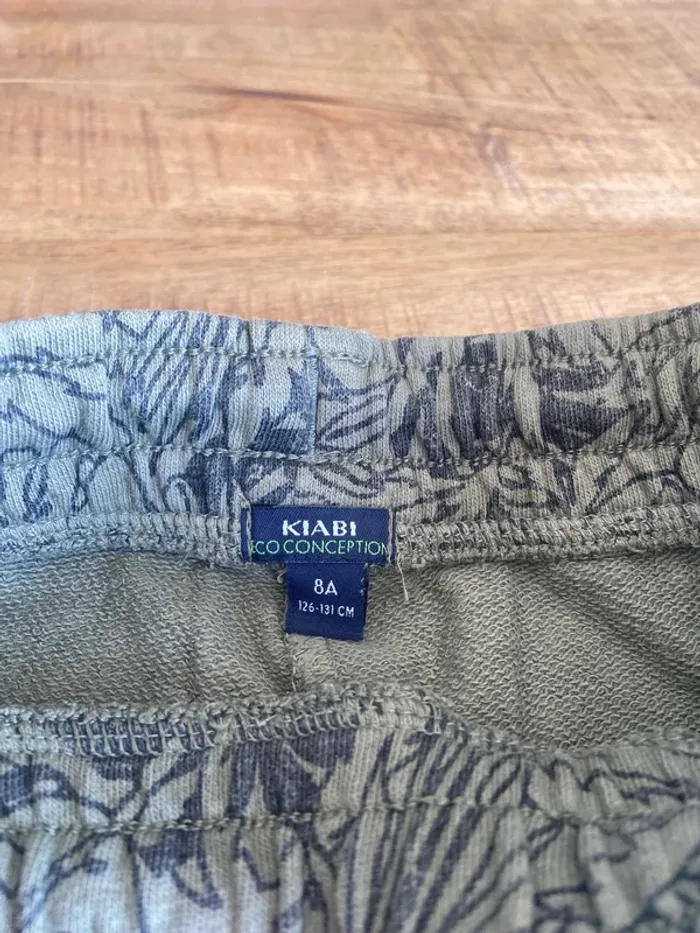 KIABI
ECO CONCEPTION
8A
126-131 CM